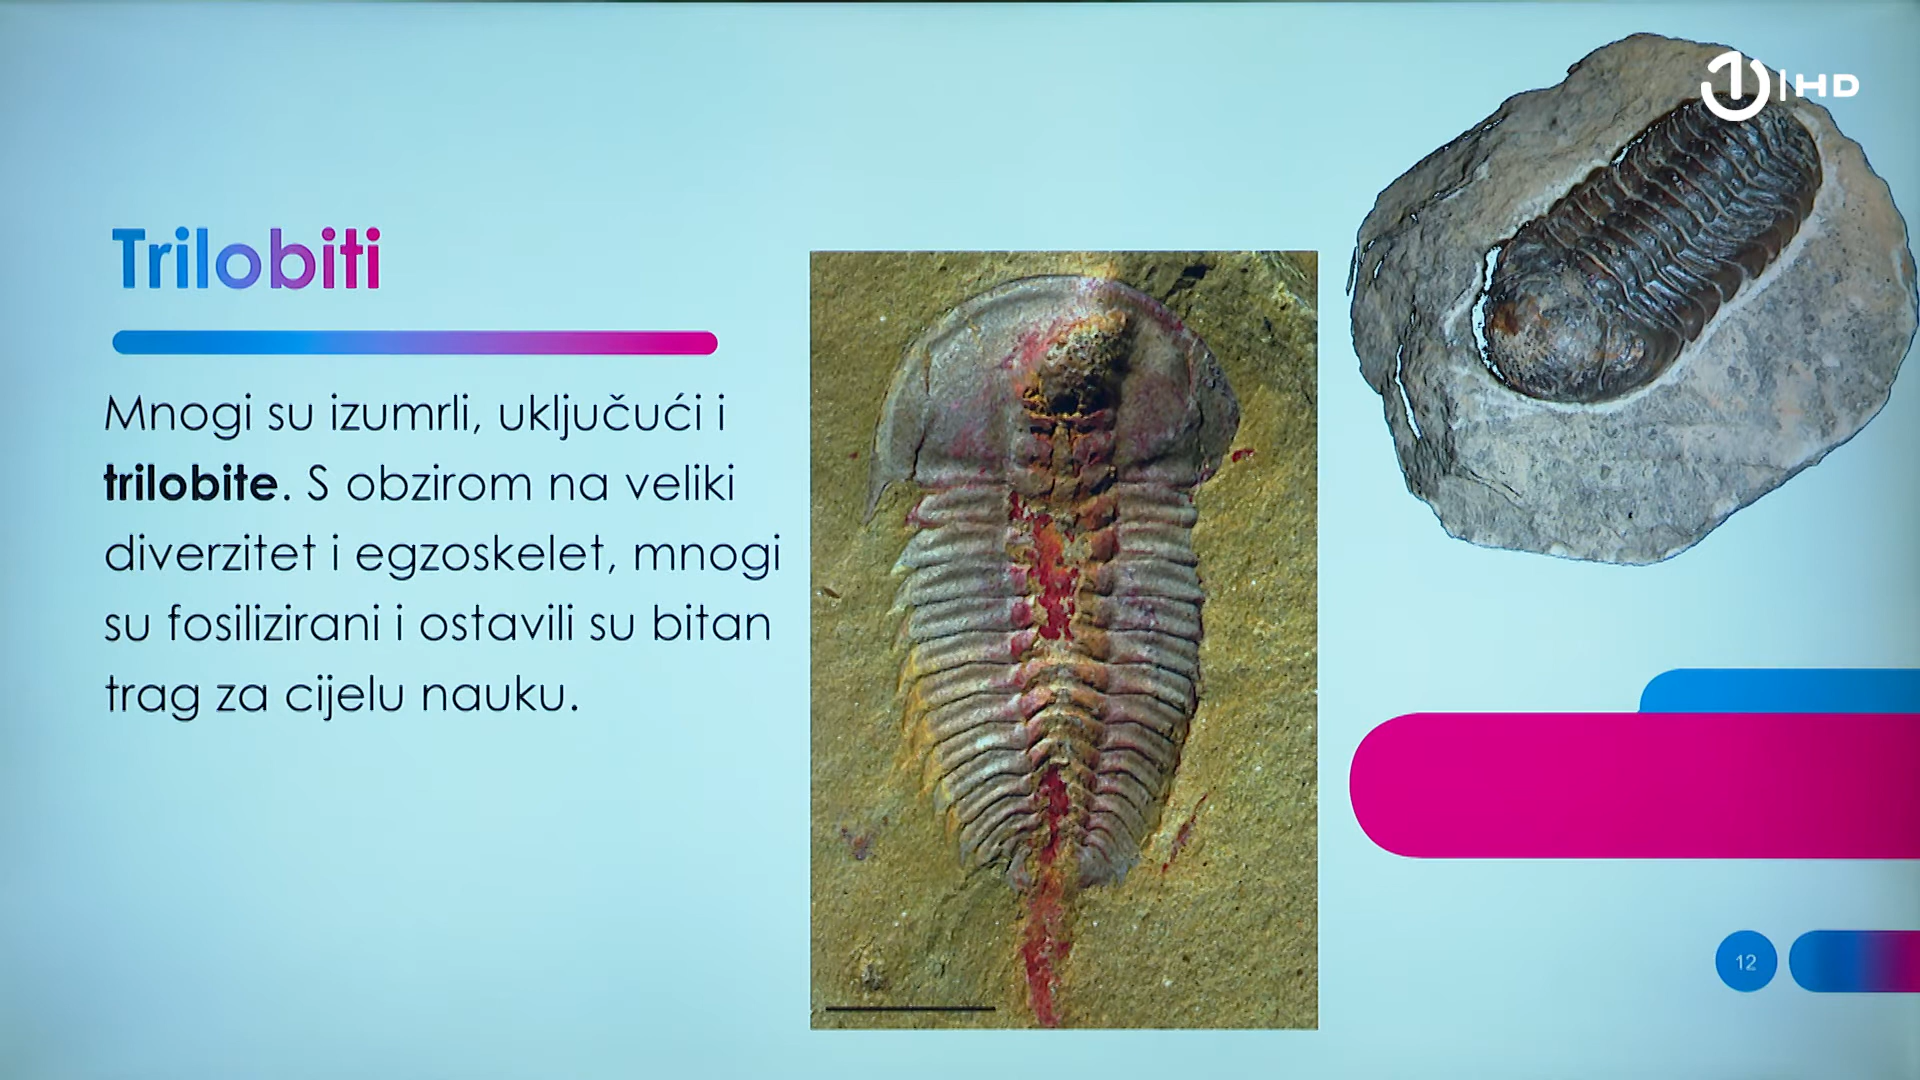 HD
Trilobiti
Mnogi su izumrli, uključući i
trilobite. S obzirom na veliki
diverzitet i egzoskelet, mnogi
su fosilizirani i ostavili su bitan
trag za cijelu nauku.
12